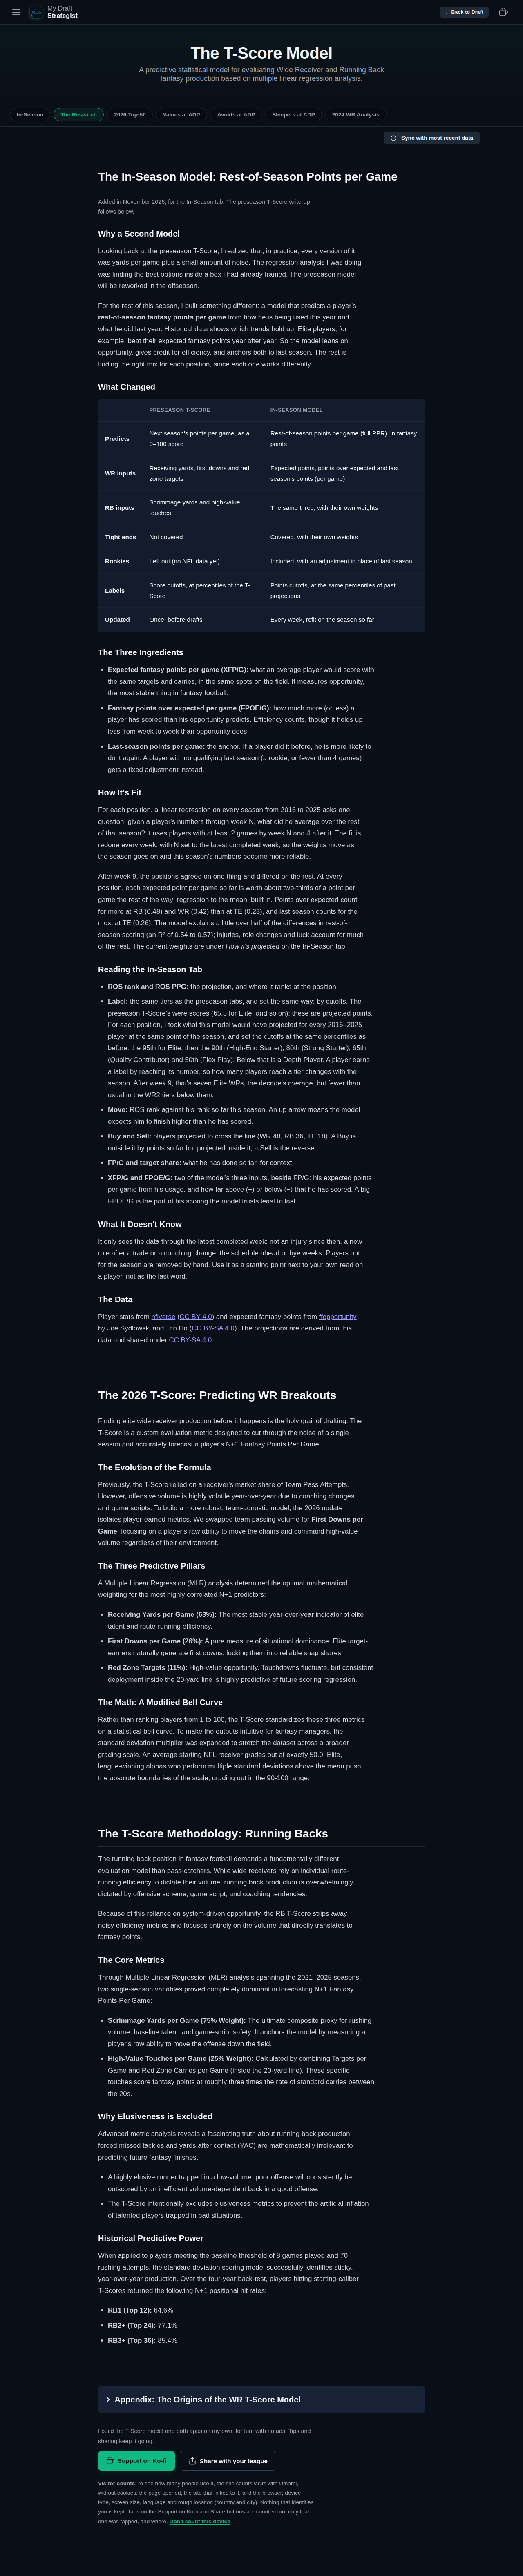 My Draft
Strategist
← Back to Draft
The T-Score Model
A predictive statistical model for evaluating Wide Receiver and Running Back
fantasy production based on multiple linear regression analysis.
In-Season
The Research
2026 Top-50
Values at ADP
Avoids at ADP
Sleepers at ADP
2024 WR Analysis
Sync with most recent data
The In-Season Model: Rest-of-Season Points per Game
Added in November 2026, for the In-Season tab. The preseason T-Score write-up
follows below.
Why a Second Model
Looking back at the preseason T-Score, I realized that, in practice, every version of it
was yards per game plus a small amount of noise. The regression analysis I was doing
was finding the best options inside a box I had already framed. The preseason model
will be reworked in the offseason.
For the rest of this season, I built something different: a model that predicts a player's
rest-of-season fantasy points per game from how he is being used this year and
what he did last year. Historical data shows which trends hold up. Elite players, for
example, beat their expected fantasy points year after year. So the model leans on
opportunity, gives credit for efficiency, and anchors both to last season. The rest is
finding the right mix for each position, since each one works differently.
What Changed
PRESEASON T-SCORE
IN-SEASON MODEL
Predicts
Next season's points per game, as a
0–100 score
Rest-of-season points per game (full PPR), in fantasy
points
WR inputs
Receiving yards, first downs and red
zone targets
Expected points, points over expected and last
season's points (per game)
RB inputs
Scrimmage yards and high-value
touches
The same three, with their own weights
Tight ends
Not covered
Covered, with their own weights
Rookies
Left out (no NFL data yet)
Included, with an adjustment in place of last season
Labels
Score cutoffs, at percentiles of the T-
Score
Points cutoffs, at the same percentiles of past
projections
Updated
Once, before drafts
Every week, refit on the season so far
The Three Ingredients
• Expected fantasy points per game (XFP/G): what an average player would score with
the same targets and carries, in the same spots on the field. It measures opportunity,
the most stable thing in fantasy football.
• Fantasy points over expected per game (FPOE/G): how much more (or less) a
player has scored than his opportunity predicts. Efficiency counts, though it holds up
less from week to week than opportunity does.
• Last-season points per game: the anchor. If a player did it before, he is more likely to
do it again. A player with no qualifying last season (a rookie, or fewer than 4 games)
gets a fixed adjustment instead.
How It's Fit
For each position, a linear regression on every season from 2016 to 2025 asks one
question: given a player's numbers through week N, what did he average over the rest
of that season? It uses players with at least 2 games by week N and 4 after it. The fit is
redone every week, with N set to the latest completed week, so the weights move as
the season goes on and this season's numbers become more reliable.
After week 9, the positions agreed on one thing and differed on the rest. At every
position, each expected point per game so far is worth about two-thirds of a point per
game the rest of the way: regression to the mean, built in. Points over expected count
for more at RB (0.48) and WR (0.42) than at TE (0.23), and last season counts for the
most at TE (0.26). The model explains a little over half of the differences in rest-of-
season scoring (an R² of 0.54 to 0.57); injuries, role changes and luck account for much
of the rest. The current weights are under How it's projected on the In-Season tab.
Reading the In-Season Tab
• ROS rank and ROS PPG: the projection, and where it ranks at the position.
• Label: the same tiers as the preseason tabs, and set the same way: by cutoffs. The
preseason T-Score's were scores (65.5 for Elite, and so on); these are projected points.
For each position, I took what this model would have projected for every 2016–2025
player at the same point of the season, and set the cutoffs at the same percentiles as
before: the 95th for Elite, then the 90th (High-End Starter), 80th (Strong Starter), 65th
(Quality Contributor) and 50th (Flex Play). Below that is a Depth Player. A player earns
a label by reaching its number, so how many players reach a tier changes with the
season. After week 9, that's seven Elite WRs, the decade's average, but fewer than
usual in the WR2 tiers below them.
• Move: ROS rank against his rank so far this season. An up arrow means the model
expects him to finish higher than he has scored.
• Buy and Sell: players projected to cross the line (WR 48, RB 36, TE 18). A Buy is
outside it by points so far but projected inside it; a Sell is the reverse.
• FP/G and target share: what he has done so far, for context.
• XFP/G and FPOE/G: two of the model's three inputs, beside FP/G: his expected points
per game from his usage, and how far above (+) or below (−) that he has scored. A big
FPOE/G is the part of his scoring the model trusts least to last.
What It Doesn't Know
It only sees the data through the latest completed week: not an injury since then, a new
role after a trade or a coaching change, the schedule ahead or bye weeks. Players out
for the season are removed by hand. Use it as a starting point next to your own read on
a player, not as the last word.
The Data
Player stats from nflverse (CC BY 4.0) and expected fantasy points from ffopportunity
by Joe Sydlowski and Tan Ho (CC BY-SA 4.0). The projections are derived from this
data and shared under CC BY-SA 4.0.
The 2026 T-Score: Predicting WR Breakouts
Finding elite wide receiver production before it happens is the holy grail of drafting. The
T-Score is a custom evaluation metric designed to cut through the noise of a single
season and accurately forecast a player's N+1 Fantasy Points Per Game.
The Evolution of the Formula
Previously, the T-Score relied on a receiver's market share of Team Pass Attempts.
However, offensive volume is highly volatile year-over-year due to coaching changes
and game scripts. To build a more robust, team-agnostic model, the 2026 update
isolates player-earned metrics. We swapped team passing volume for First Downs per
Game, focusing on a player's raw ability to move the chains and command high-value
volume regardless of their environment.
The Three Predictive Pillars
A Multiple Linear Regression (MLR) analysis determined the optimal mathematical
weighting for the most highly correlated N+1 predictors:
• Receiving Yards per Game (63%): The most stable year-over-year indicator of elite
talent and route-running efficiency.
• First Downs per Game (26%): A pure measure of situational dominance. Elite target-
earners naturally generate first downs, locking them into reliable snap shares.
• Red Zone Targets (11%): High-value opportunity. Touchdowns fluctuate, but consistent
deployment inside the 20-yard line is highly predictive of future scoring regression.
The Math: A Modified Bell Curve
Rather than ranking players from 1 to 100, the T-Score standardizes these three metrics
on a statistical bell curve. To make the outputs intuitive for fantasy managers, the
standard deviation multiplier was expanded to stretch the dataset across a broader
grading scale. An average starting NFL receiver grades out at exactly 50.0. Elite,
league-winning alphas who perform multiple standard deviations above the mean push
the absolute boundaries of the scale, grading out in the 90-100 range.
The T-Score Methodology: Running Backs
The running back position in fantasy football demands a fundamentally different
evaluation model than pass-catchers. While wide receivers rely on individual route-
running efficiency to dictate their volume, running back production is overwhelmingly
dictated by offensive scheme, game script, and coaching tendencies.
Because of this reliance on system-driven opportunity, the RB T-Score strips away
noisy efficiency metrics and focuses entirely on the volume that directly translates to
fantasy points.
The Core Metrics
Through Multiple Linear Regression (MLR) analysis spanning the 2021–2025 seasons,
two single-season variables proved completely dominant in forecasting N+1 Fantasy
Points Per Game:
• Scrimmage Yards per Game (75% Weight): The ultimate composite proxy for rushing
volume, baseline talent, and game-script safety. It anchors the model by measuring a
player's raw ability to move the offense down the field.
• High-Value Touches per Game (25% Weight): Calculated by combining Targets per
Game and Red Zone Carries per Game (inside the 20-yard line). These specific
touches score fantasy points at roughly three times the rate of standard carries between
the 20s.
Why Elusiveness is Excluded
Advanced metric analysis reveals a fascinating truth about running back production:
forced missed tackles and yards after contact (YAC) are mathematically irrelevant to
predicting future fantasy finishes.
• A highly elusive runner trapped in a low-volume, poor offense will consistently be
outscored by an inefficient volume-dependent back in a good offense.
• The T-Score intentionally excludes elusiveness metrics to prevent the artificial inflation
of talented players trapped in bad situations.
Historical Predictive Power
When applied to players meeting the baseline threshold of 8 games played and 70
rushing attempts, the standard deviation scoring model successfully identifies sticky,
year-over-year production. Over the four-year back-test, players hitting starting-caliber
T-Scores returned the following N+1 positional hit rates:
• RB1 (Top 12): 64.6%
• RB2+ (Top 24): 77.1%
• RB3+ (Top 36): 85.4%
Appendix: The Origins of the WR T-Score Model
I build the T-Score model and both apps on my own, for fun, with no ads. Tips and
sharing keep it going.
Support on Ko-fi
Share with your league
Visitor counts: to see how many people use it, the site counts visits with Umami,
without cookies: the page opened, the site that linked to it, and the browser, device
type, screen size, language and rough location (country and city). Nothing that identifies
you is kept. Taps on the Support on Ko-fi and Share buttons are counted too: only that
one was tapped, and where. Don't count this device